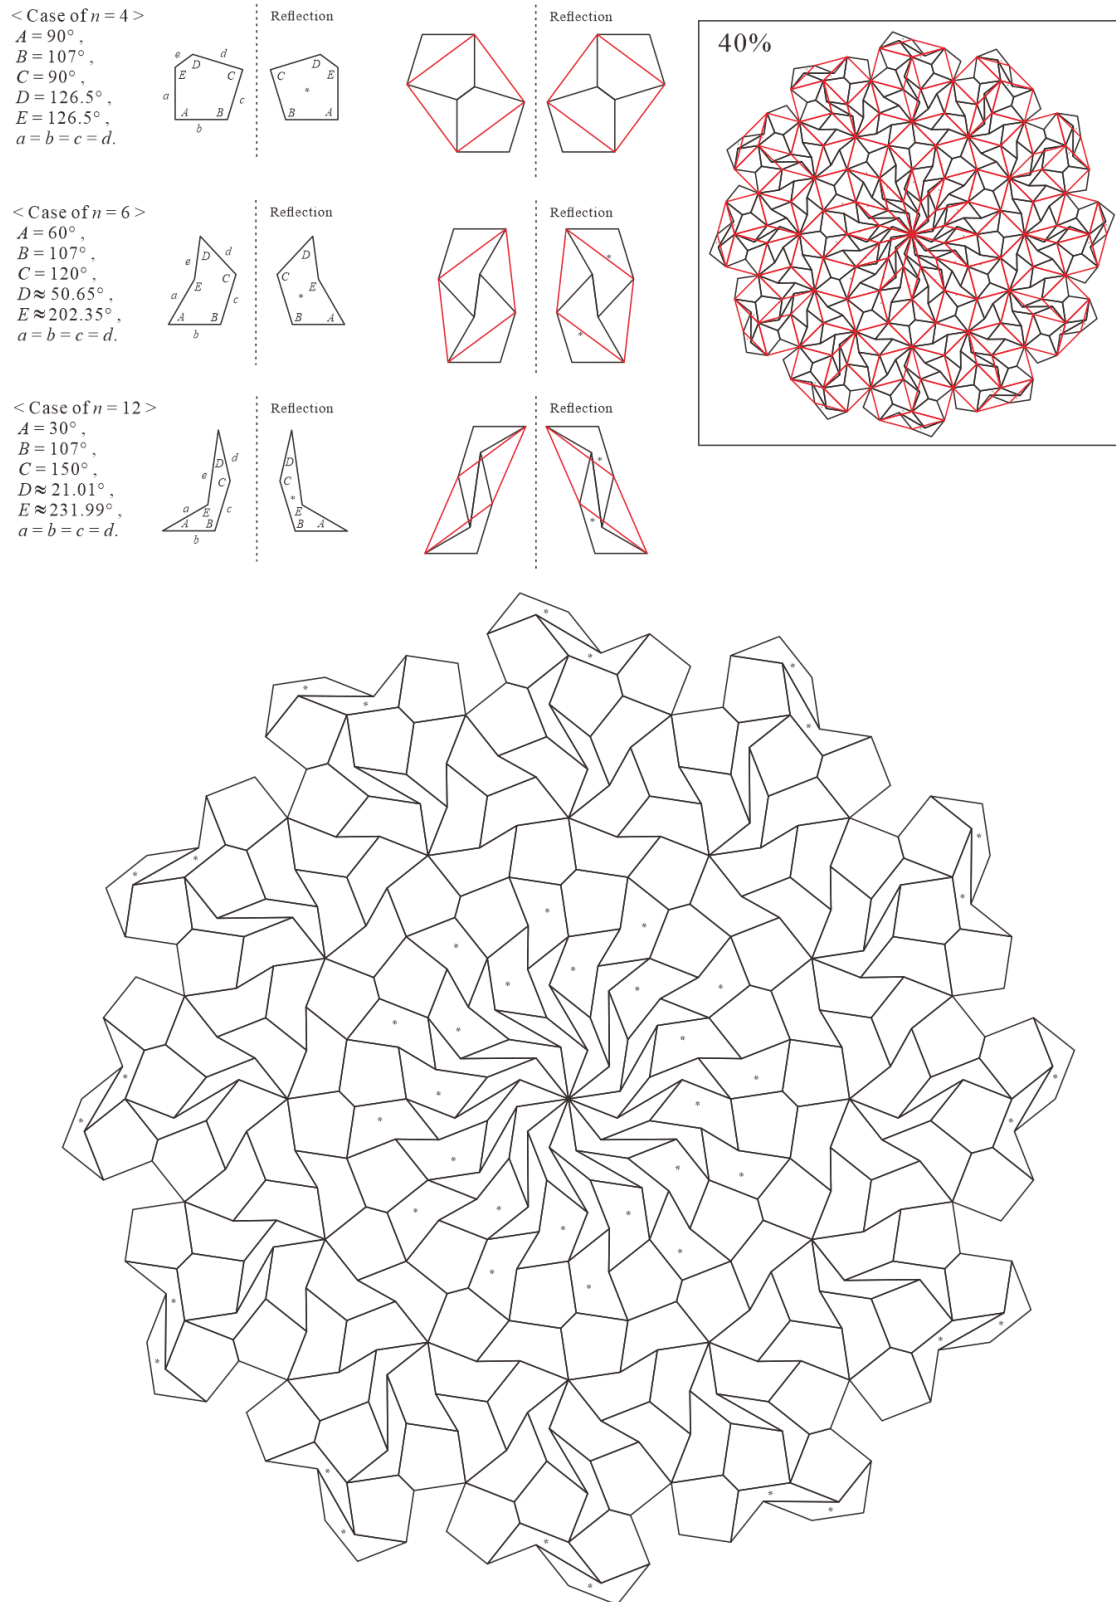 < Case of n = 4 >
A = 90° ,
B = 107° ,
C = 90° ,
D = 126.5° ,
E = 126.5° ,
a = b = c = d.
e d
E D C
a c
A B
b
Reflection
D
C E
*
B A
Reflection
40%
< Case of n = 6 >
A = 60° ,
B = 107° ,
C = 120° ,
D ≈ 50.65° ,
E ≈ 202.35° ,
a = b = c = d.
d
e D
C
a E c
A B
b
Reflection
D
C E
*
B A
Reflection
*
*
< Case of n = 12 >
A = 30° ,
B = 107° ,
C = 150° ,
D ≈ 21.01° ,
E ≈ 231.99° ,
a = b = c = d.
D d
e C
a E c
A B
b
Reflection
D
C
*
E
B A
Reflection
*
*